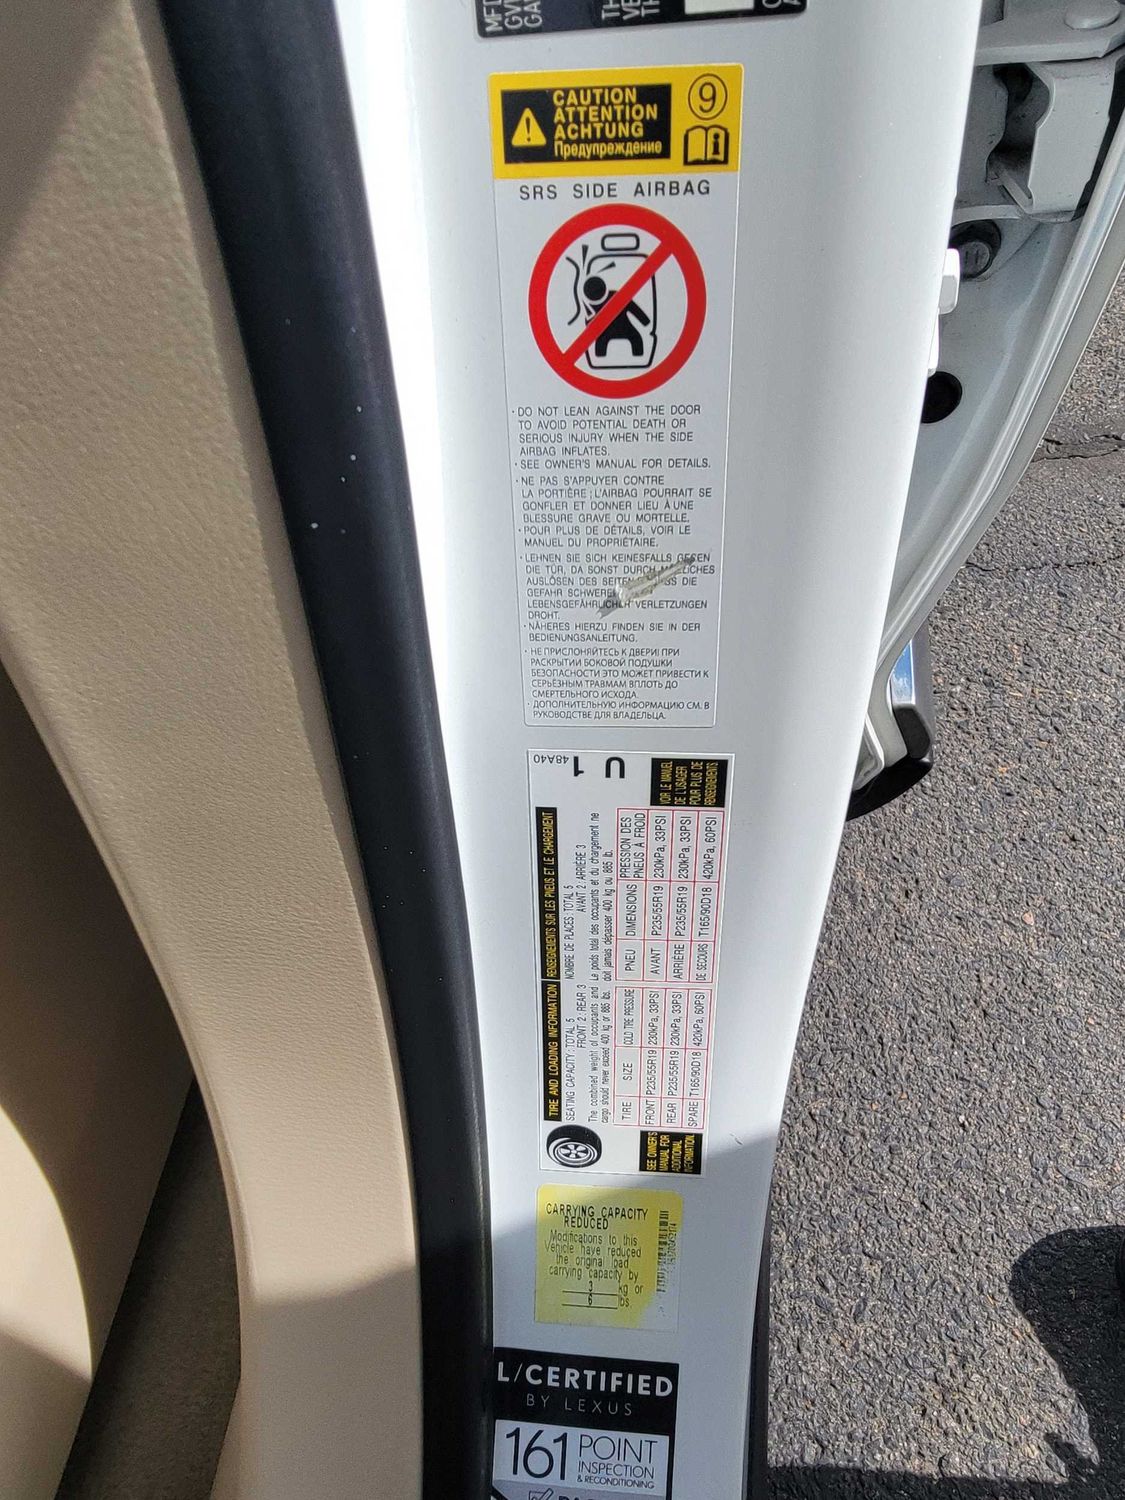 MFD
GV
GA
TH
VE
TH
CAUTION
ATTENTION
ACHTUNG
Предупреждение
9
SRS SIDE AIRBAG
· DO NOT LEAN AGAINST THE DOOR
TO AVOID POTENTIAL DEATH OR
SERIOUS INJURY WHEN THE SIDE
AIRBAG INFLATES.
· SEE OWNER'S MANUAL FOR DETAILS.
· NE PAS S'APPUYER CONTRE
LA PORTIÈRE ; L'AIRBAG POURRAIT SE
GONFLER ET DONNER LIEU À UNE
BLESSURE GRAVE OU MORTELLE.
· POUR PLUS DE DÉTAILS, VOIR LE
MANUEL DU PROPRIÉTAIRE.
· LEHNEN SIE SICH KEINESFALLS GEGEN
DIE TÜR, DA SONST DURCH
AUSLÖSEN DES DIE
GEFAHR
LEBENSGEFÄHRLICHER VERLETZUNGEN
DROHT.
· NÄHERES HIERZU FINDEN SIE IN DER
BEDIENUNGSANLEITUNG.
· НЕ ПРИСЛОНЯЙТЕСЬ К ДВЕРИ! ПРИ
РАСКРЫТИИ БОКОВОЙ ПОДУШКИ
БЕЗОПАСНОСТИ ЭТО МОЖЕТ ПРИВЕСТИ К
СЕРЬЁЗНЫМ ТРАВМАМ ВПЛОТЬ ДО
СМЕРТЕЛЬНОГО ИСХОДА.
· ДОПОЛНИТЕЛЬНУЮ ИНФОРМАЦИЮ СМ. В
РУКОВОДСТВЕ ДЛЯ ВЛАДЕЛЬЦА.
TIRE AND LOADING INFORMATION
RENSEIGNEMENTS SUR LES PNEUS ET LE CHARGEMENT
SEATING CAPACITY : TOTAL 5
FRONT 2 : REAR 3
The combined weight of occupants and
cargo should never exceed 400 kg or 885 lbs.
NOMBRE DE PLACES : TOTAL 5
AVANT 2 : ARRIÈRE 3
Le poids total des occupants et du chargement ne
doit jamais dépasser 400 kg ou 885 lb.
TIRE SIZE COLD TIRE PRESSURE
FRONT P235/55R19 230kPa, 33PSI
REAR P235/55R19 230kPa, 33PSI
SPARE T165/90D18 420kPa, 60PSI
PNEU DIMENSIONS PRESSION DES
PNEUS À FROID
AVANT P235/55R19 230kPa, 33PSI
ARRIÈRE P235/55R19 230kPa, 33PSI
DE SECOURS T165/90D18 420kPa, 60PSI
SEE OWNER'S
MANUAL FOR
ADDITIONAL
INFORMATION
VOIR LE MANUEL
DE L'USAGER
POUR PLUS DE
RENSEIGNEMENTS
48A40
U 1
CARRYING CAPACITY
REDUCED
Modifications to this
vehicle have reduced
the original load
carrying capacity by
3 kg or
6 lbs
L/CERTIFIED
BY LEXUS
161 POINT
INSPECTION
& RECONDITIONING